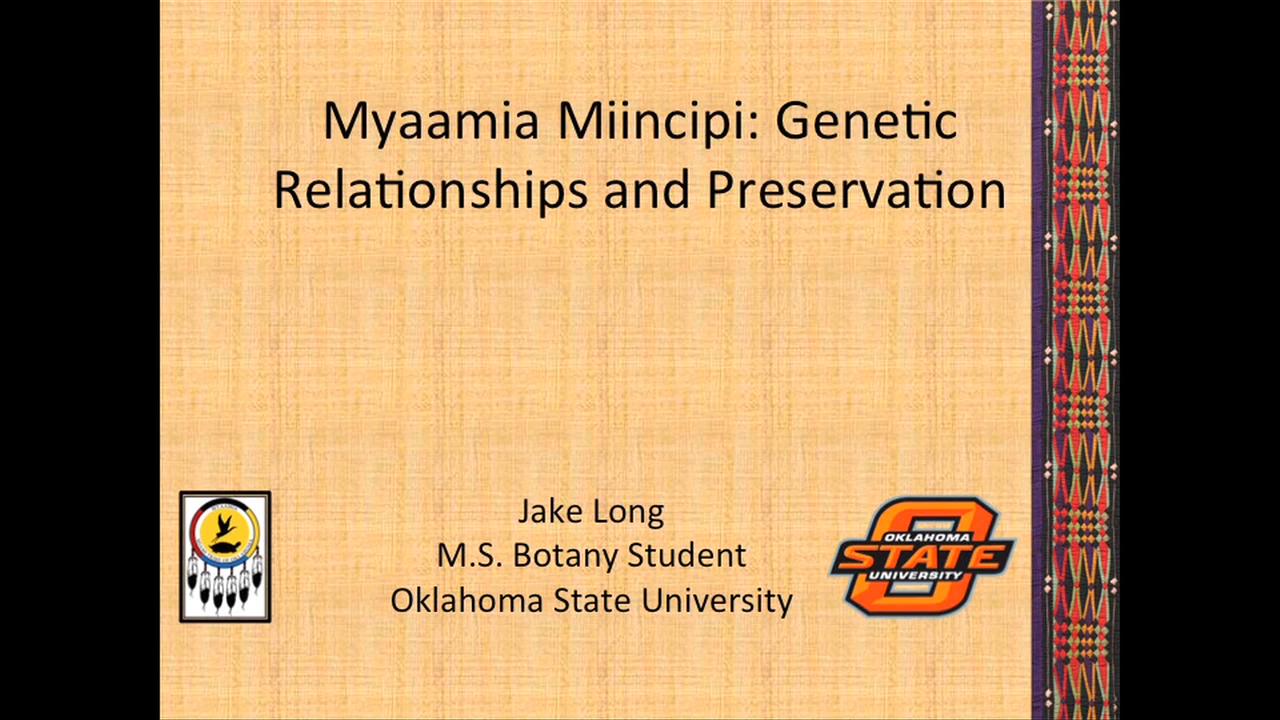 Myaamia Miincipi: Genetic
Relationships and Preservation
Jake Long
M.S. Botany Student
Oklahoma State University
OKLAHOMA
STATE
UNIVERSITY